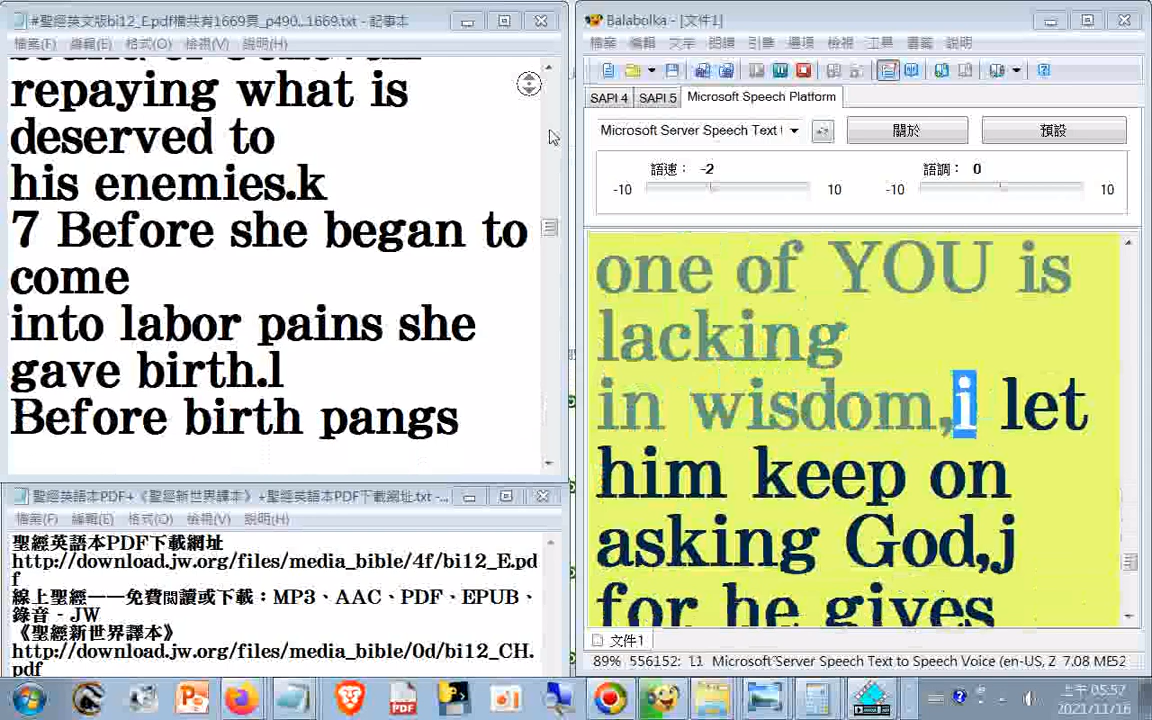 #聖經英文版bi12_E.pdf檔共有1669頁_p490...1669.txt - 記事本
檔案(F) 編輯(E) 格式(O) 檢視(V) 說明(H)
repaying what is
deserved to
his enemies.k
7 Before she began to
come
into labor pains she
gave birth.l
Before birth pangs
聖經英語本PDF+《聖經新世界譯本》+聖經英語本PDF下載網址.txt - ...
檔案(F) 編輯(E) 格式(O) 檢視(V) 說明(H)
聖經英語本PDF下載網址
http://download.jw.org/files/media_bible/4f/bi12_E.pd
f
線上聖經——免費閱讀或下載：MP3、AAC、PDF、EPUB、
錄音 - JW
《聖經新世界譯本》
http://download.jw.org/files/media_bible/0d/bi12_CH.
pdf
Balabolka - [文件1]
檔案 編輯 文字 朗讀 引擎 選項 檢視 工具 書籤 說明
SAPI 4 SAPI 5 Microsoft Speech Platform
Microsoft Server Speech Text 關於 預設
語速： -2 語調： 0
-10 10 -10 10
one of YOU is
lacking
in wisdom,i let
him keep on
asking God,j
for he gives
文件1
89% 556152: 11 Microsoft Server Speech Text to Speech Voice (en-US, Z 7.08 ME52
上午 05:57
2021/11/16